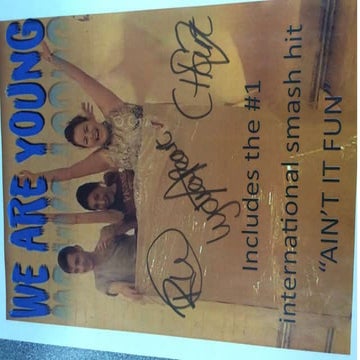 WE ARE YOUNG
Includes the #1
international smash hit
"AIN'T IT FUN"